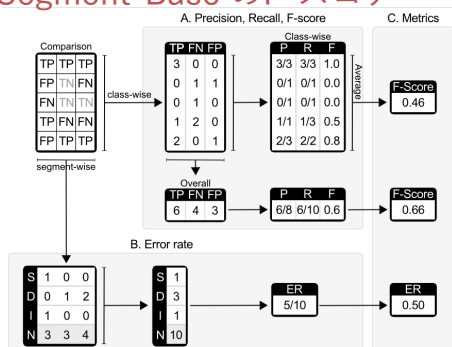 A. Precision, Recall, F-score
C. Metrics
Comparison
TP TP TP
FP TN FN
FN TN TN
TP FN FN
FP TP TP
class-wise
segment-wise
TP FN FP
3 0 0
0 1 1
0 1 0
1 2 0
2 0 1
Class-wise
P R F
3/3 3/3 1.0
0/1 0/1 0.0
0/1 0/1 0.0
1/1 1/3 0.5
2/3 2/2 0.8
Average
F-Score
0.46
Overall
TP FN FP
6 4 3
P R F
6/8 6/10 0.6
F-Score
0.66
B. Error rate
S 1 0 0
D 0 1 2
I 1 0 0
N 3 3 4
S 1
D 3
I 1
N 10
ER
5/10
ER
0.50